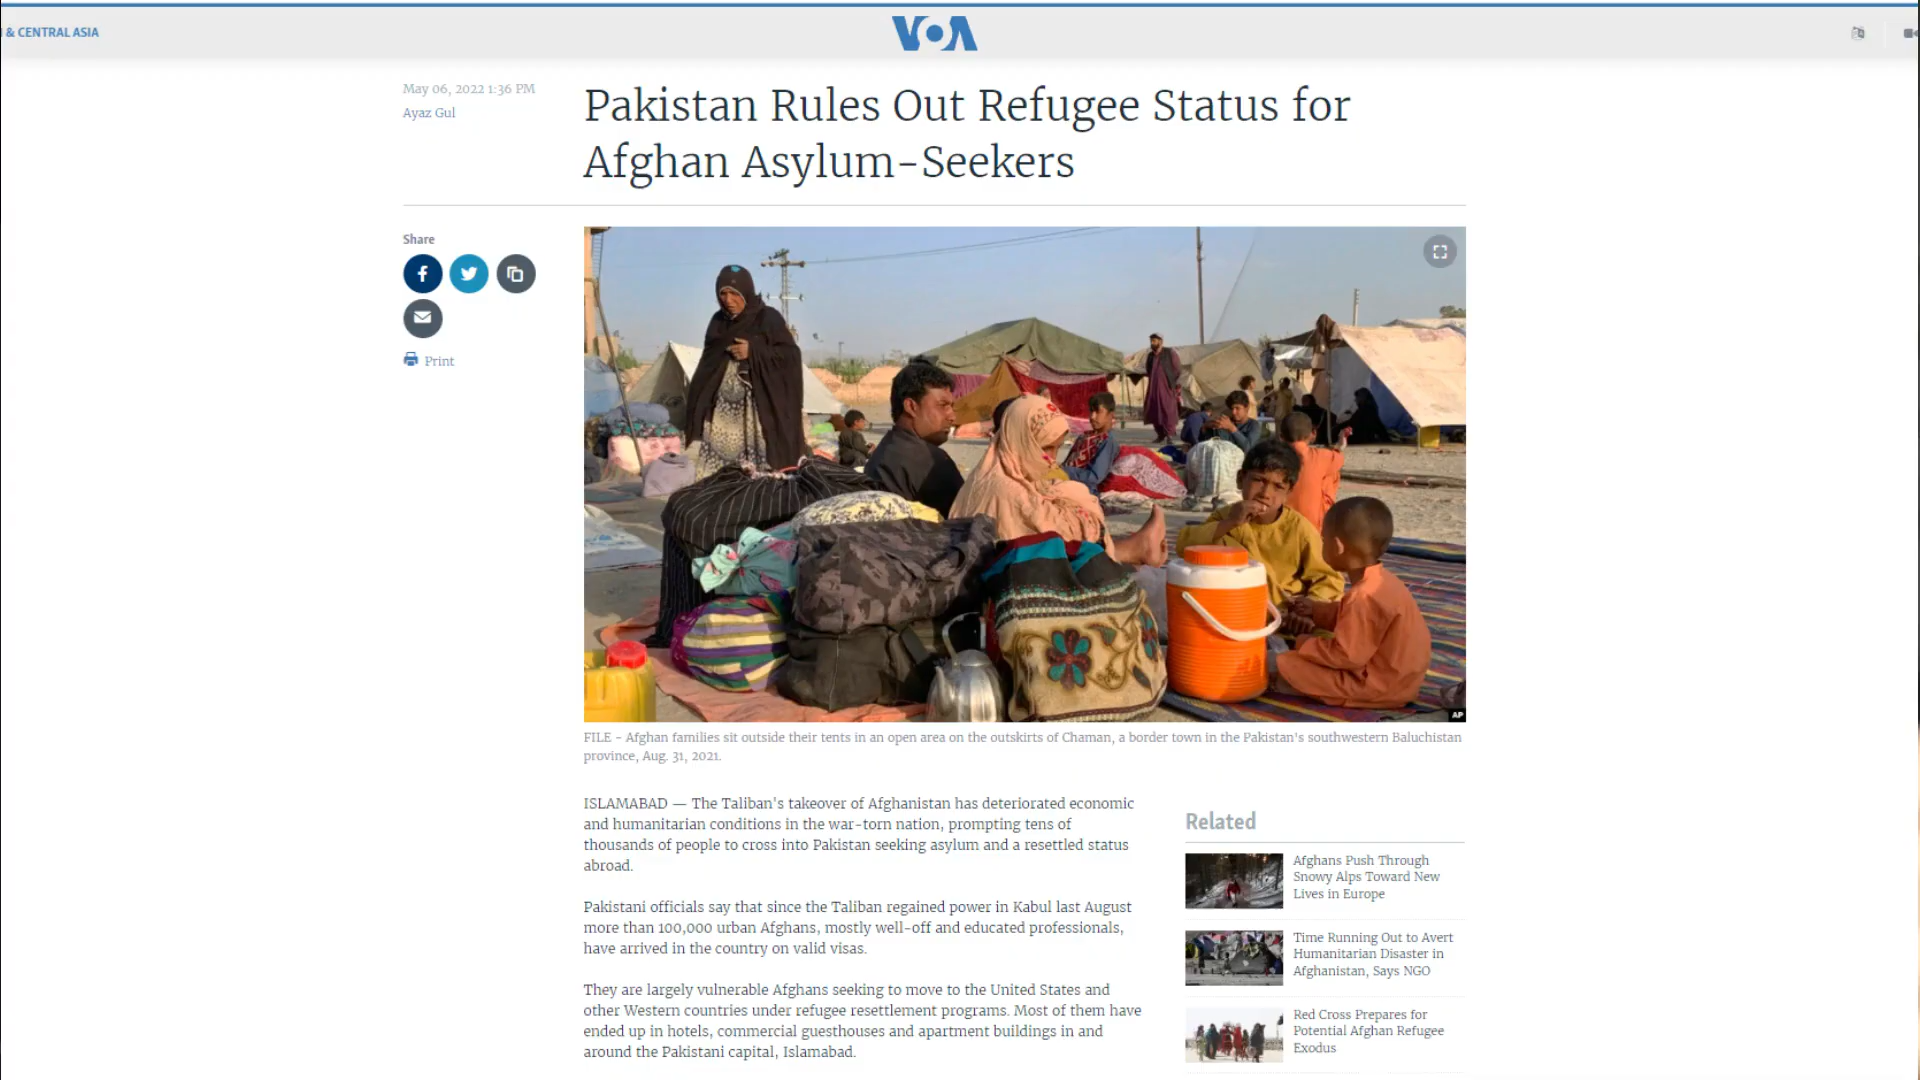 & CENTRAL ASIA
VOA
May 06, 2022 1:36 PM
Ayaz Gul
Pakistan Rules Out Refugee Status for
Afghan Asylum-Seekers
Share
Print
AP
FILE - Afghan families sit outside their tents in an open area on the outskirts of Chaman, a border town in the Pakistan's southwestern Baluchistan
province, Aug. 31, 2021.
ISLAMABAD — The Taliban's takeover of Afghanistan has deteriorated economic
and humanitarian conditions in the war-torn nation, prompting tens of
thousands of people to cross into Pakistan seeking asylum and a resettled status
abroad.
Pakistani officials say that since the Taliban regained power in Kabul last August
more than 100,000 urban Afghans, mostly well-off and educated professionals,
have arrived in the country on valid visas.
They are largely vulnerable Afghans seeking to move to the United States and
other Western countries under refugee resettlement programs. Most of them have
ended up in hotels, commercial guesthouses and apartment buildings in and
around the Pakistani capital, Islamabad.
Related
Afghans Push Through
Snowy Alps Toward New
Lives in Europe
Time Running Out to Avert
Humanitarian Disaster in
Afghanistan, Says NGO
Red Cross Prepares for
Potential Afghan Refugee
Exodus